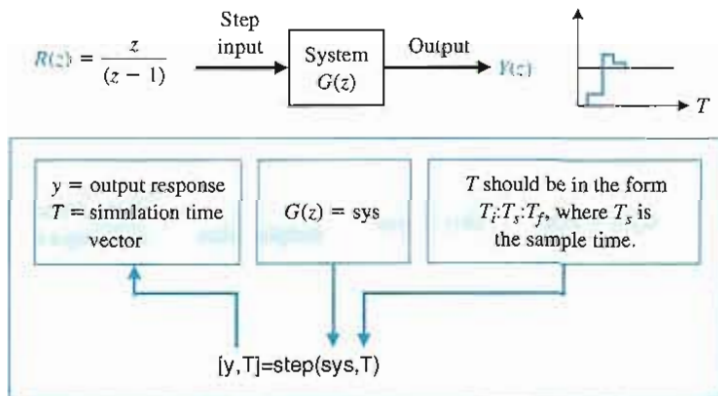 Step
input
R(z) = z / (z − 1)
System
G(z)
Output
Y(z)
T
y = output response
T = simnlation time
vector
G(z) = sys
T should be in the form
Ti:Ts:Tf, where Ts is
the sample time.
[y,T]=step(sys,T)